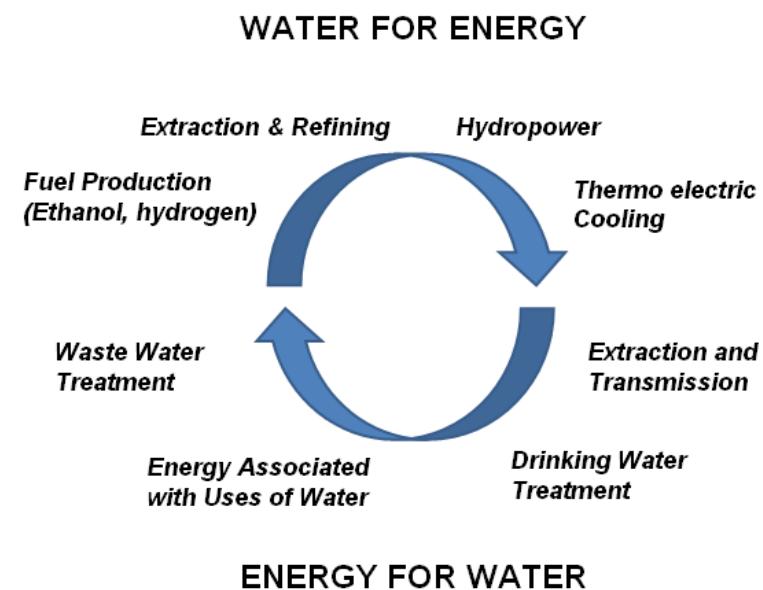 WATER FOR ENERGY
Extraction & Refining
Hydropower
Fuel Production
(Ethanol, hydrogen)
Thermo electric
Cooling
Waste Water
Treatment
Extraction and
Transmission
Energy Associated
with Uses of Water
Drinking Water
Treatment
ENERGY FOR WATER